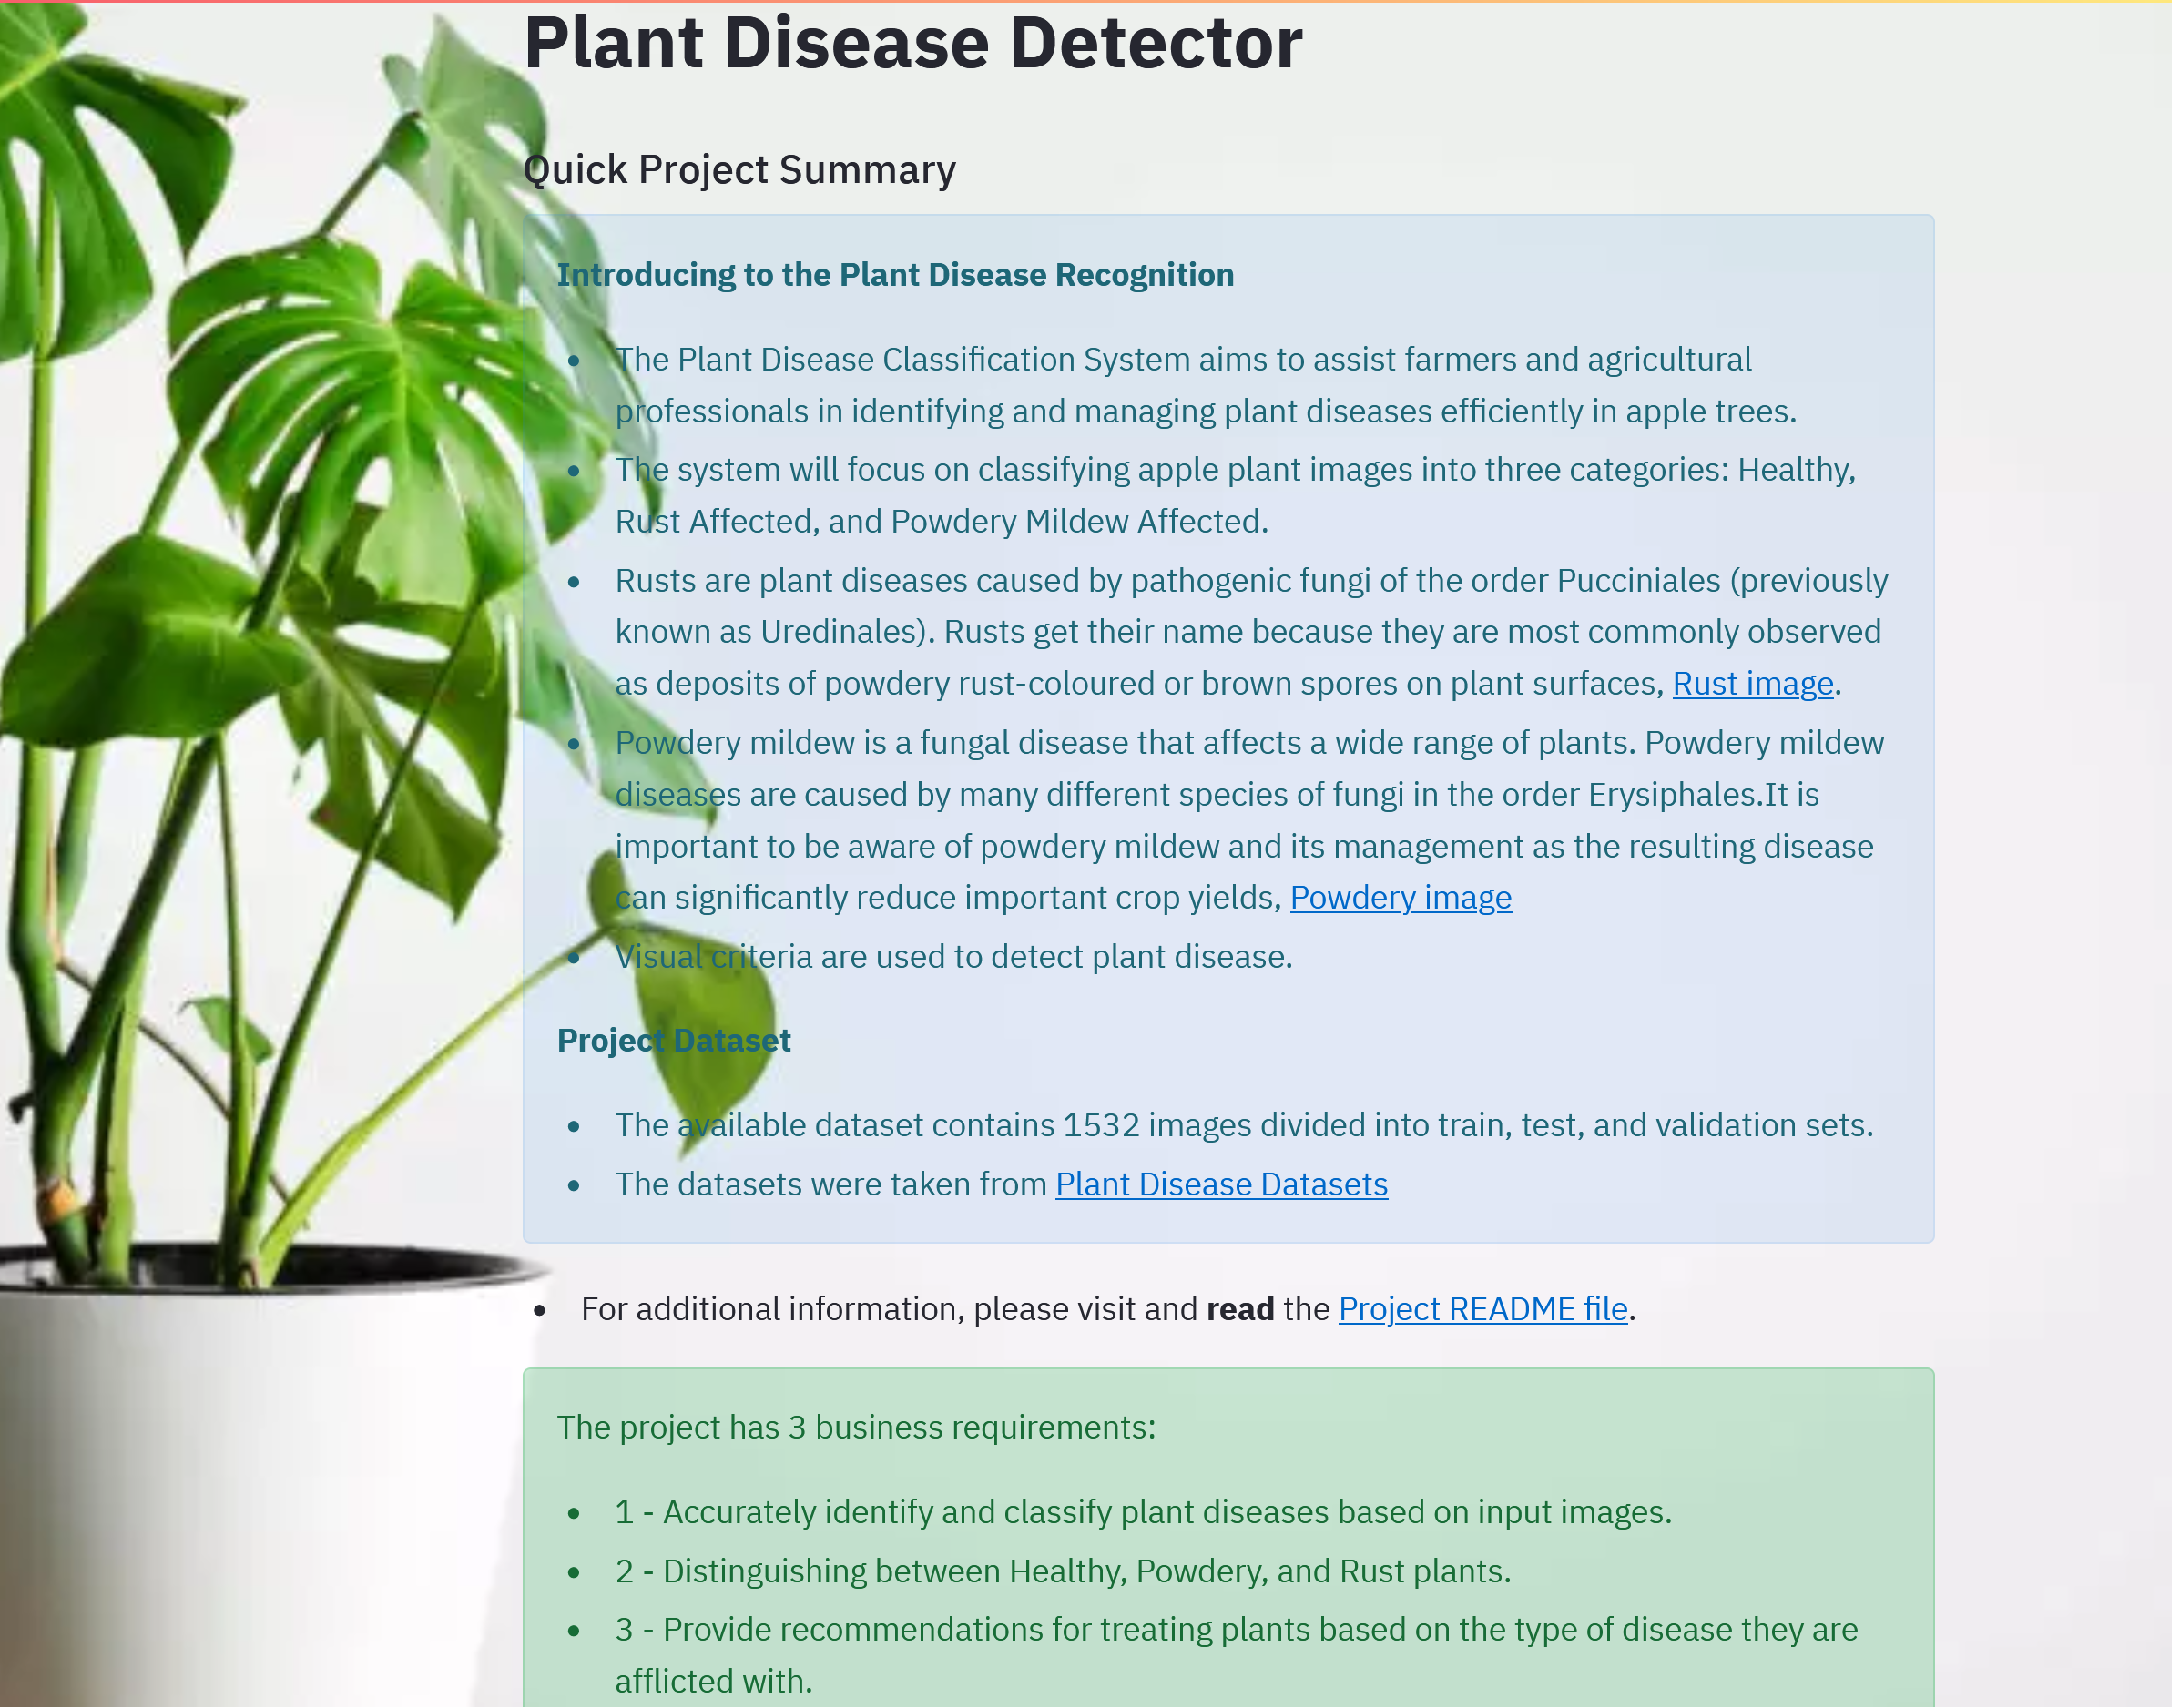 Plant Disease Detector
Quick Project Summary
Introducing to the Plant Disease Recognition
• The Plant Disease Classification System aims to assist farmers and agricultural
professionals in identifying and managing plant diseases efficiently in apple trees.
• The system will focus on classifying apple plant images into three categories: Healthy,
Rust Affected, and Powdery Mildew Affected.
• Rusts are plant diseases caused by pathogenic fungi of the order Pucciniales (previously
known as Uredinales). Rusts get their name because they are most commonly observed
as deposits of powdery rust-coloured or brown spores on plant surfaces, Rust image.
• Powdery mildew is a fungal disease that affects a wide range of plants. Powdery mildew
diseases are caused by many different species of fungi in the order Erysiphales.It is
important to be aware of powdery mildew and its management as the resulting disease
can significantly reduce important crop yields, Powdery image
• Visual criteria are used to detect plant disease.
Project Dataset
• The available dataset contains 1532 images divided into train, test, and validation sets.
• The datasets were taken from Plant Disease Datasets
• For additional information, please visit and read the Project README file.
The project has 3 business requirements:
• 1 - Accurately identify and classify plant diseases based on input images.
• 2 - Distinguishing between Healthy, Powdery, and Rust plants.
• 3 - Provide recommendations for treating plants based on the type of disease they are
afflicted with.